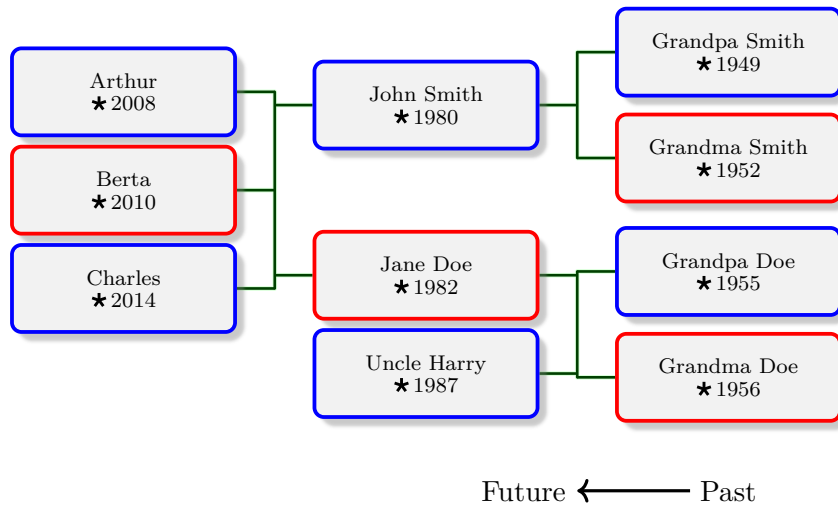 Arthur
★2008
Berta
★2010
Charles
★2014
John Smith
★1980
Jane Doe
★1982
Uncle Harry
★1987
Grandpa Smith
★1949
Grandma Smith
★1952
Grandpa Doe
★1955
Grandma Doe
★1956
Future Past